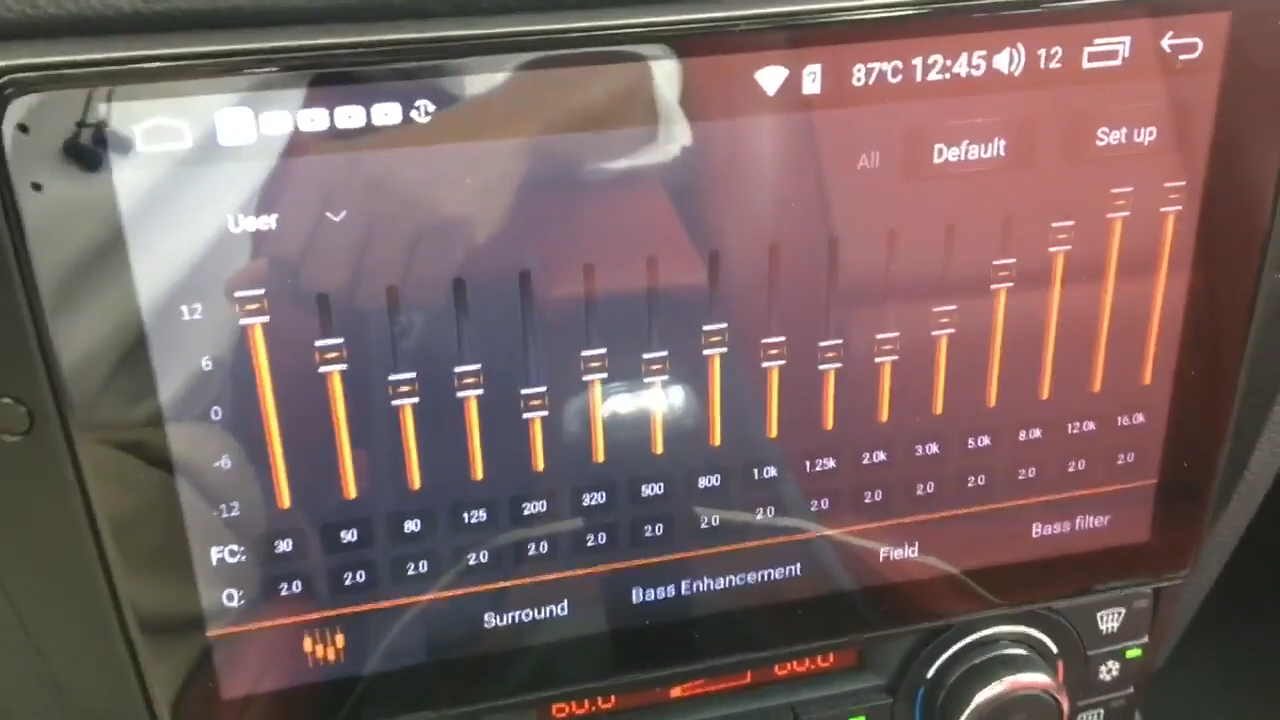 87℃ 12:45 12
All Default Set up
User
12
6
0
-6
-12
FC: 30 50 80 125 200 320 500 800 1.0k 1.25k 2.0k 3.0k 5.0k 8.0k 12.0k 16.0k
Q: 2.0 2.0 2.0 2.0 2.0 2.0 2.0 2.0 2.0 2.0 2.0 2.0 2.0 2.0 2.0 2.0
Surround Bass Enhancement Field Bass filter
60.0 60.0